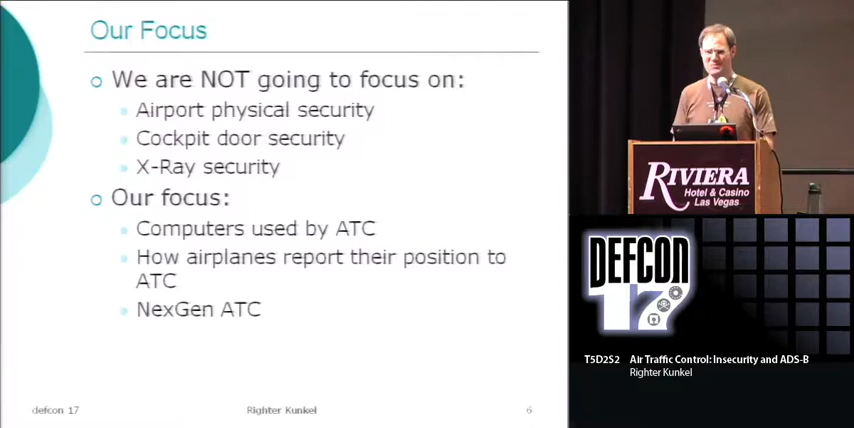 Our Focus
We are NOT going to focus on:
Airport physical security
Cockpit door security
X-Ray security
Our focus:
Computers used by ATC
How airplanes report their position to
ATC
NexGen ATC
defcon 17
Righter Kunkel
6
RIVIERA
Hotel & Casino
Las Vegas
DEFCON
17
T5D2S2 Air Traffic Control: Insecurity and ADS-B
Righter Kunkel